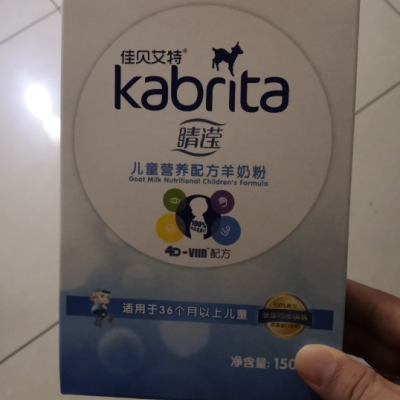 佳贝艾特
kabrita
睛滢
儿童营养配方羊奶粉
Goat Milk Nutritional Children's Formula
100%
4D-VIID 配方
适用于36个月以上儿童
净含量: 150